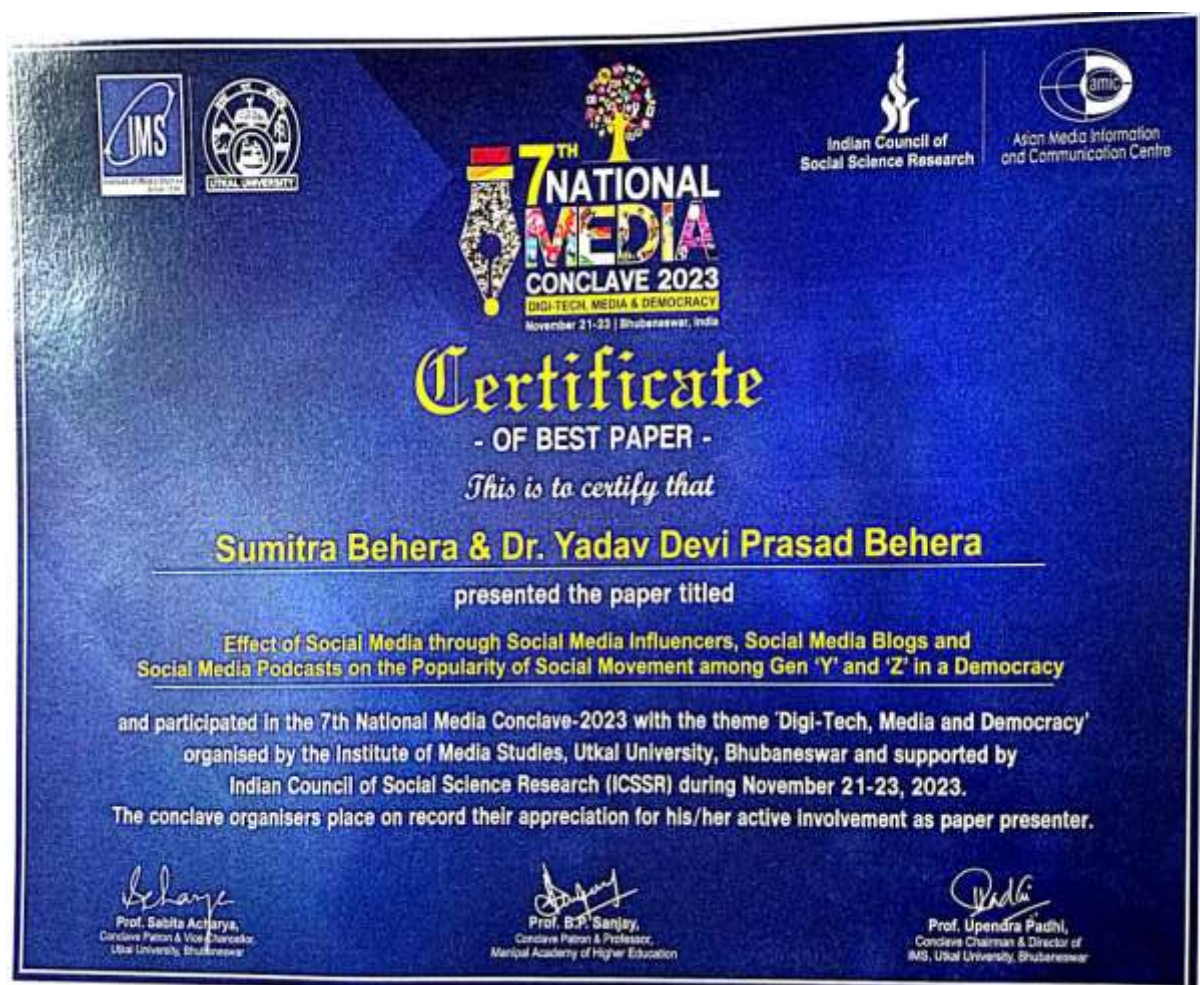 IMS
UTKAL UNIVERSITY
7TH
NATIONAL
MEDIA
CONCLAVE 2023
DIGI-TECH, MEDIA & DEMOCRACY
November 21-23 | Bhubaneswar, India
Indian Council of
Social Science Research
amic
Asian Media Information
and Communication Centre
Certificate
- OF BEST PAPER -
This is to certify that
Sumitra Behera & Dr. Yadav Devi Prasad Behera
presented the paper titled
Effect of Social Media through Social Media Influencers, Social Media Blogs and
Social Media Podcasts on the Popularity of Social Movement among Gen ‘Y’ and ‘Z’ in a Democracy
and participated in the 7th National Media Conclave-2023 with the theme ‘Digi-Tech, Media and Democracy’
organised by the Institute of Media Studies, Utkal University, Bhubaneswar and supported by
Indian Council of Social Science Research (ICSSR) during November 21-23, 2023.
The conclave organisers place on record their appreciation for his/her active involvement as paper presenter.
Prof. Sabita Acharya,
Conclave Patron & Vice-Chancellor,
Utkal University, Bhubaneswar
Prof. B.P. Sanjay,
Conclave Patron & Professor,
Manipal Academy of Higher Education
Prof. Upendra Padhi,
Conclave Chairman & Director of
IMS, Utkal University, Bhubaneswar